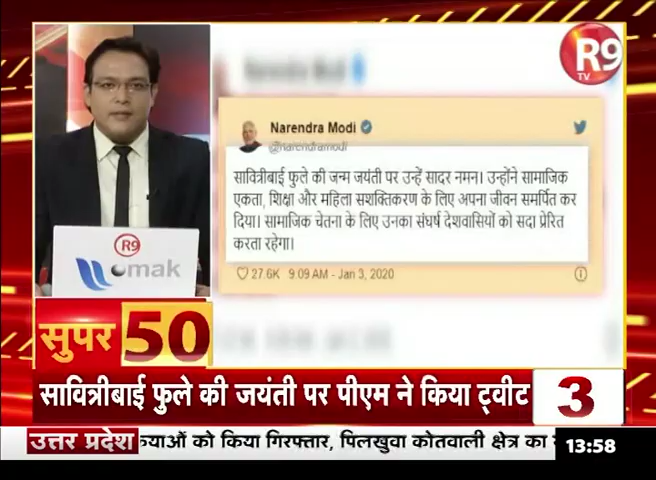 R9
TV
Narendra Modi
@narendramodi
सावित्रीबाई फुले की जन्म जयंती पर उन्हें सादर नमन। उन्होंने सामाजिक
एकता, शिक्षा और महिला सशक्तिकरण के लिए अपना जीवन समर्पित कर
दिया। सामाजिक चेतना के लिए उनका संघर्ष देशवासियों को सदा प्रेरित
करता रहेगा।
27.6K 9:09 AM - Jan 3, 2020
R9
omak
सुपर 50
सावित्रीबाई फुले की जयंती पर पीएम ने किया ट्वीट 3
उत्तर प्रदेश को किया गिरफ्तार, पिलखुवा कोतवाली क्षेत्र का 13:58